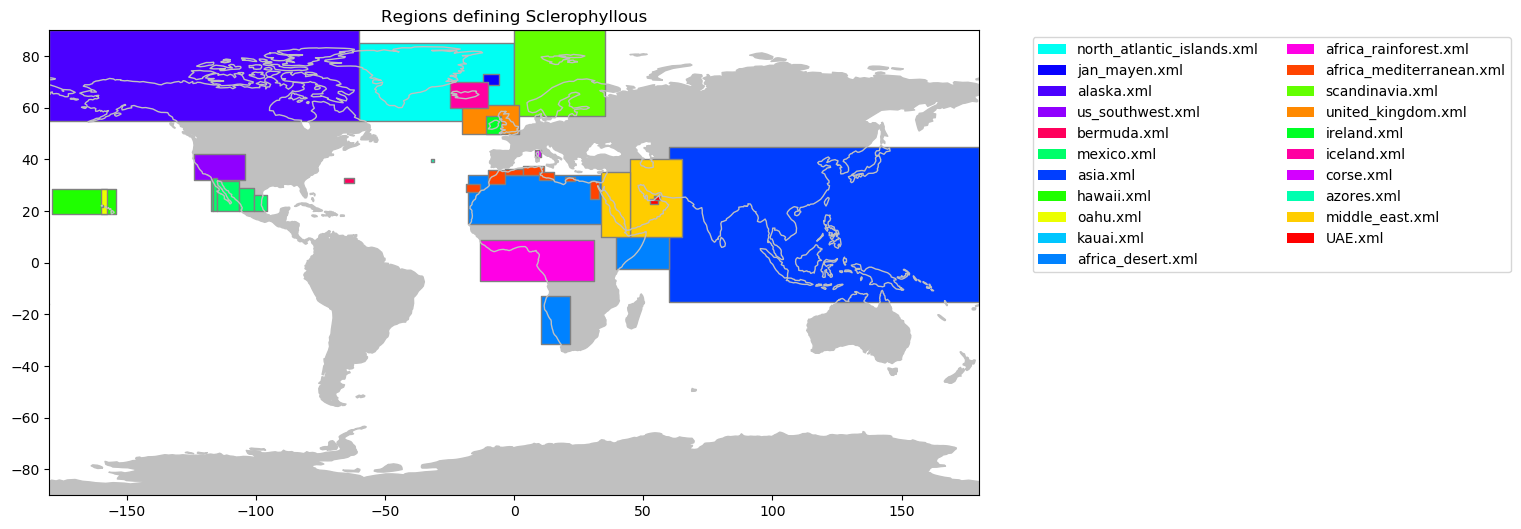 Regions defining Sclerophyllous
80
60
40
20
0
−20
−40
−60
−80
−150
−100
−50
0
50
100
150
north_atlantic_islands.xml
jan_mayen.xml
alaska.xml
us_southwest.xml
bermuda.xml
mexico.xml
asia.xml
hawaii.xml
oahu.xml
kauai.xml
africa_desert.xml
africa_rainforest.xml
africa_mediterranean.xml
scandinavia.xml
united_kingdom.xml
ireland.xml
iceland.xml
corse.xml
azores.xml
middle_east.xml
UAE.xml